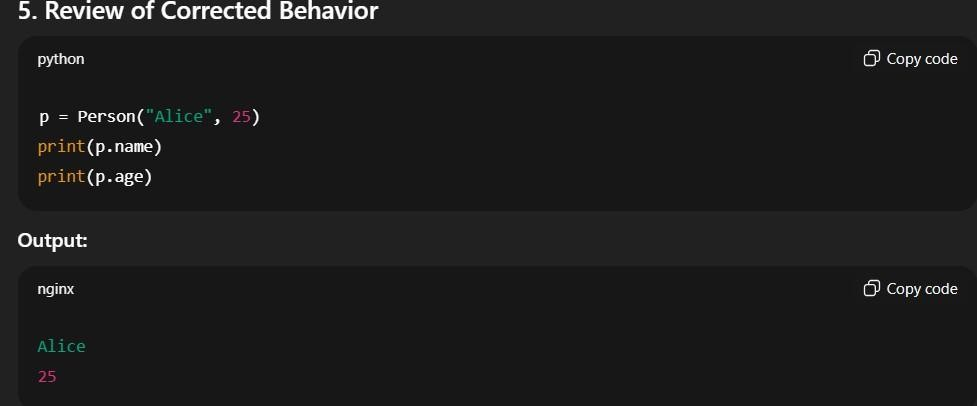 5. Review of Corrected Behavior
python
Copy code
p = Person("Alice", 25)
print(p.name)
print(p.age)
Output:
nginx
Copy code
Alice
25